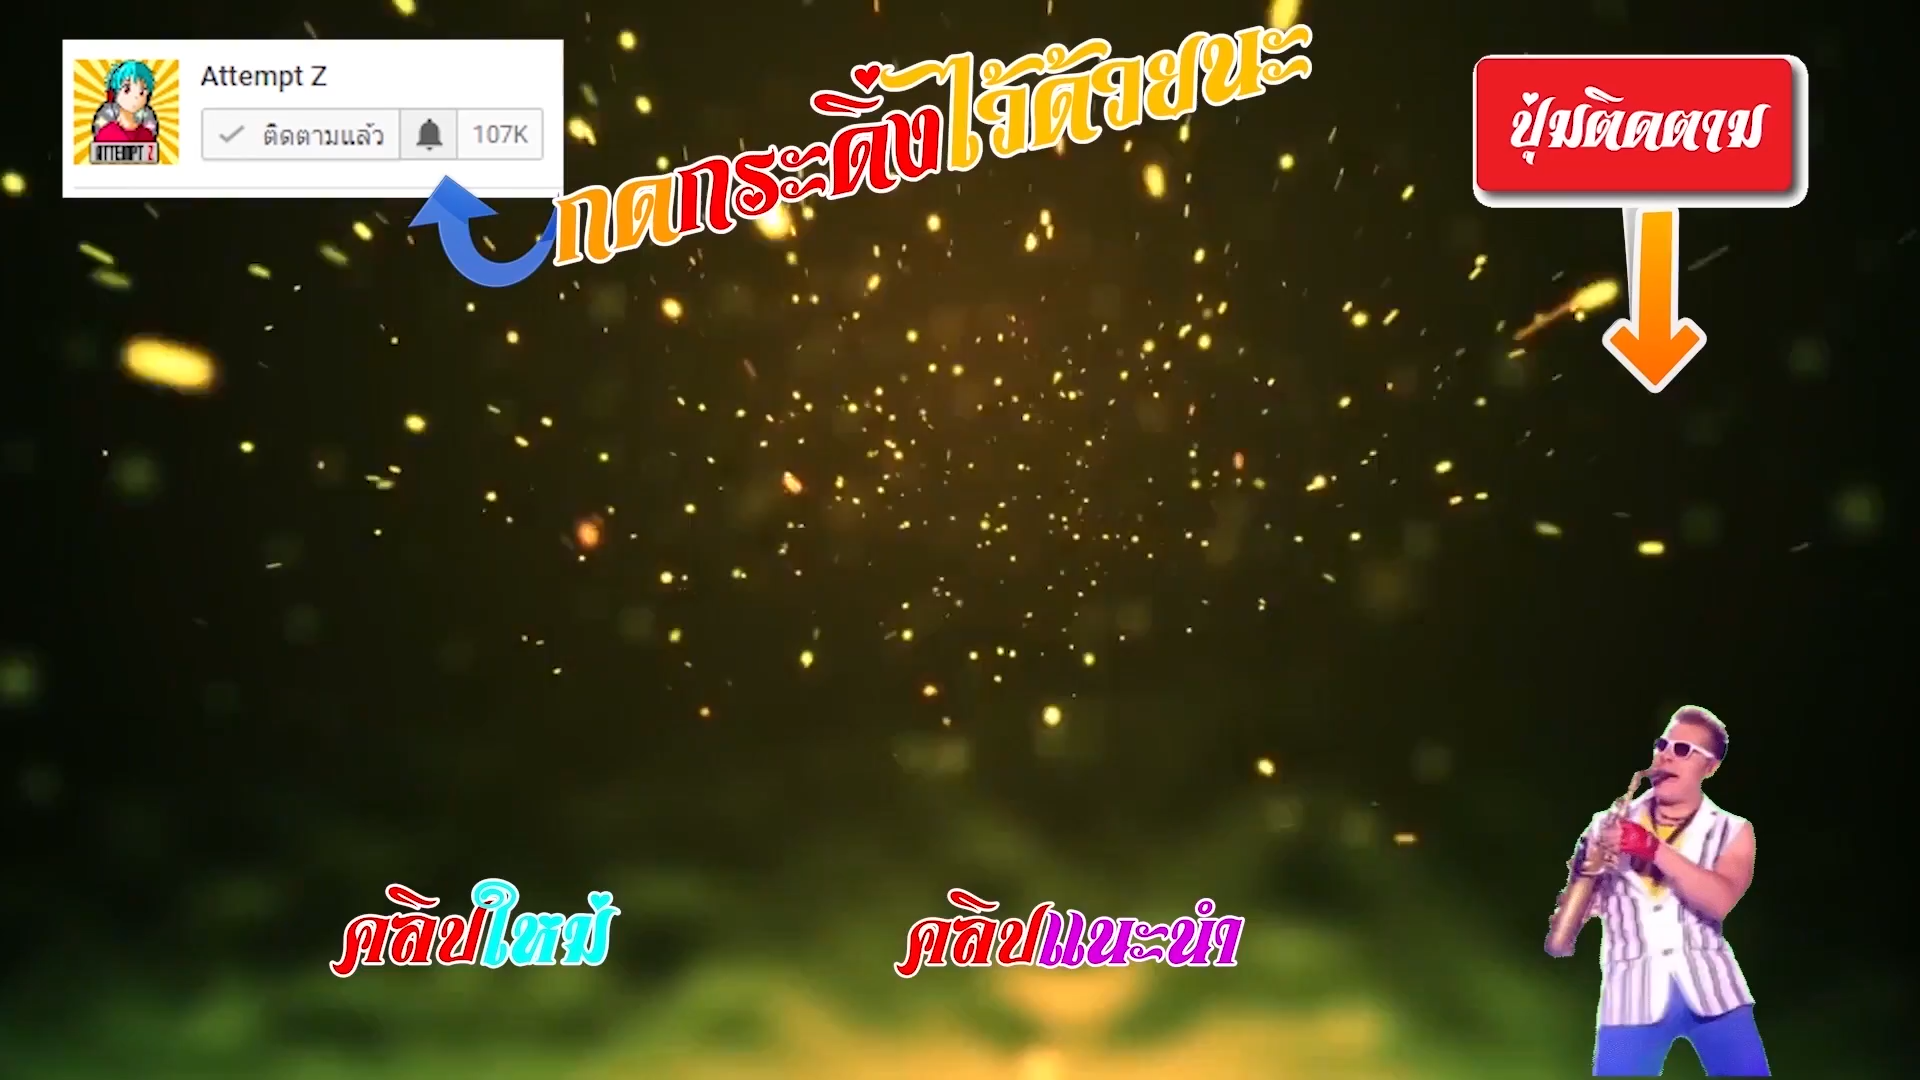 Attempt Z
ติดตามแล้ว 107K
ATTEMPT Z
กดกระดิ่งไว้ด้วยนะ
ปุ่มติดตาม
คลิปใหม่
คลิปแนะนำ